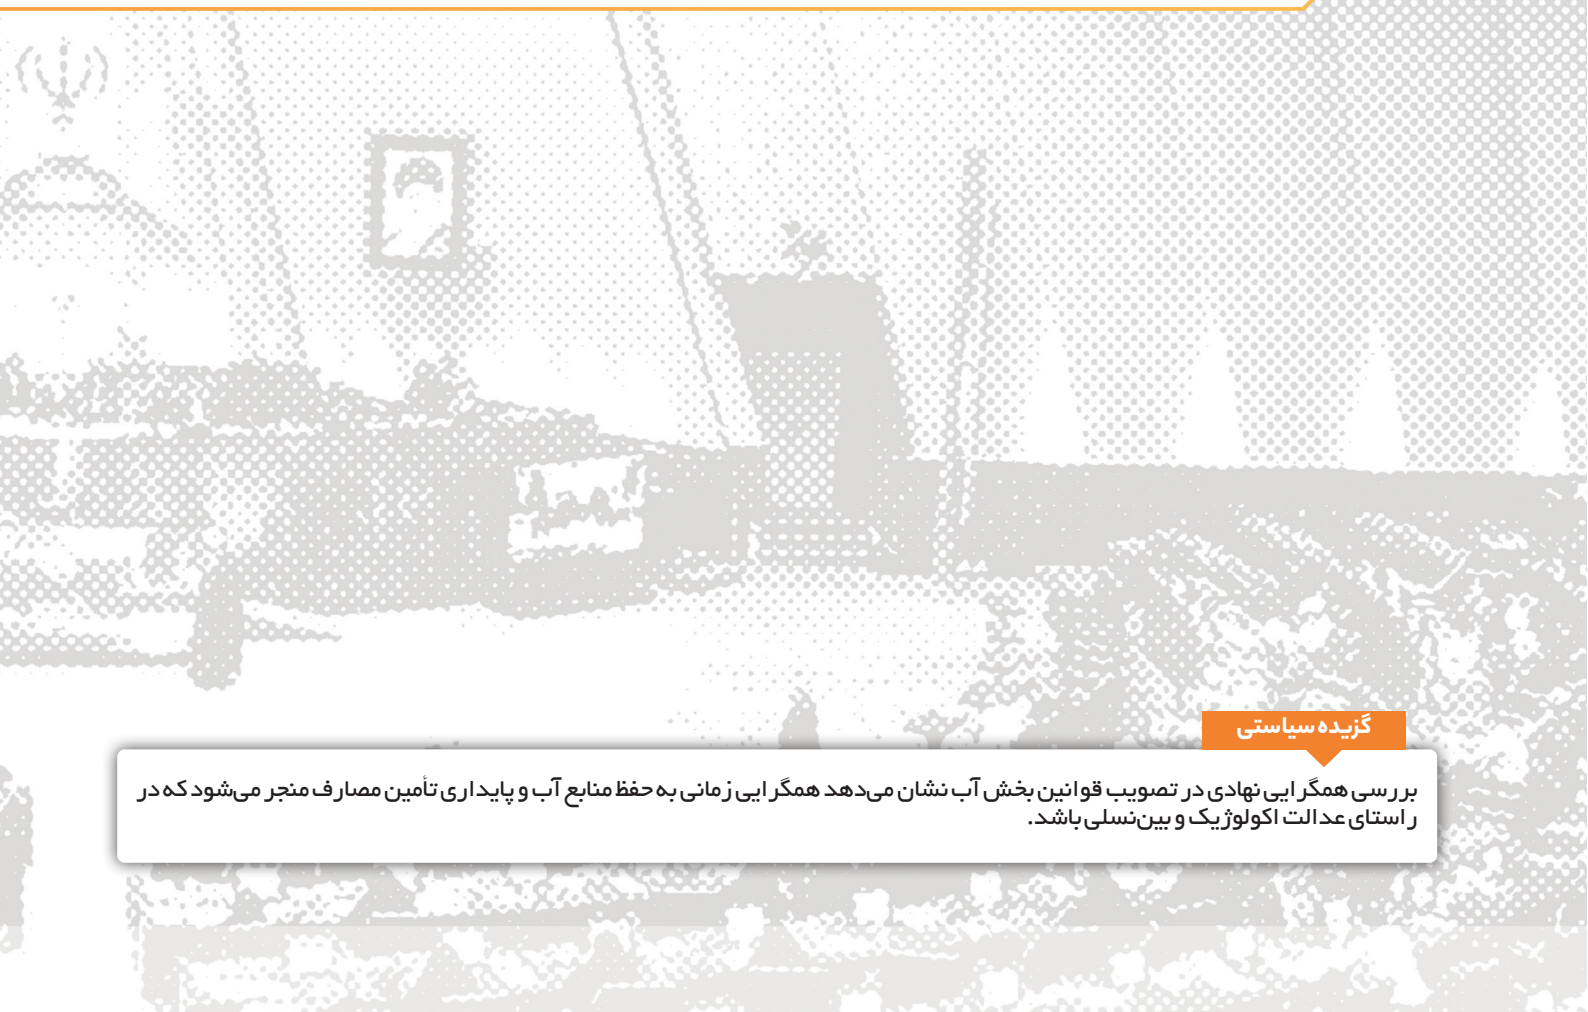 گزیده سیاستی
بررسی همگرایی نهادی در تصویب قوانین بخش آب نشان می‌دهد همگرایی زمانی به حفظ منابع آب و پایداری تأمین مصارف منجر می‌شود که در
راستای عدالت اکولوژیک و بین‌نسلی باشد.